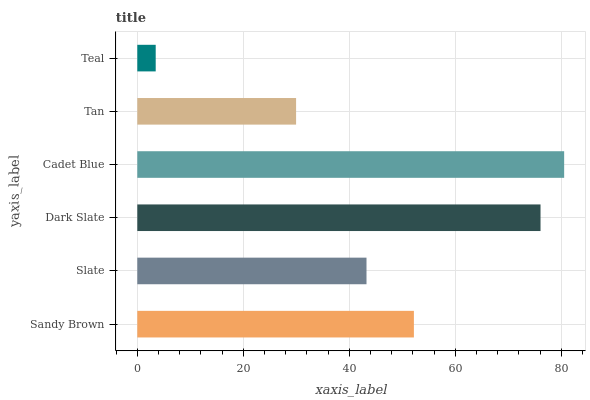 title
Teal
Tan
Cadet Blue
Dark Slate
Slate
Sandy Brown
yaxis_label
0 20 40 60 80
xaxis_label